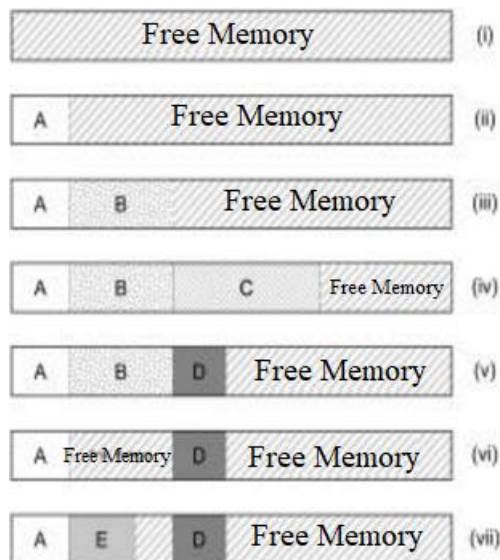 Free Memory (i)
A Free Memory (ii)
A B Free Memory (iii)
A B C Free Memory (iv)
A B D Free Memory (v)
A Free Memory D Free Memory (vi)
A E D Free Memory (vii)